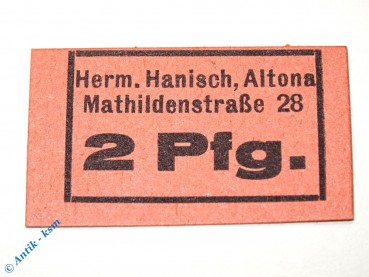 Herm. Hanisch, Altona
Mathildenstraße 28
2 Pfg.
© Antik - ksm